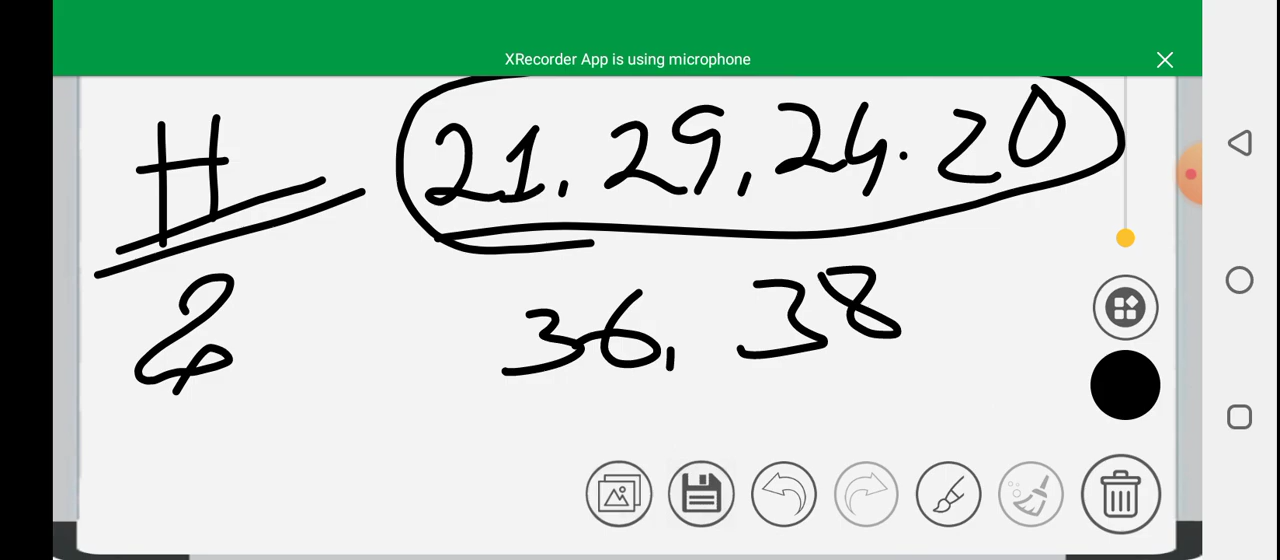 XRecorder App is using microphone
H 21, 29, 24. 20
2 36, 38